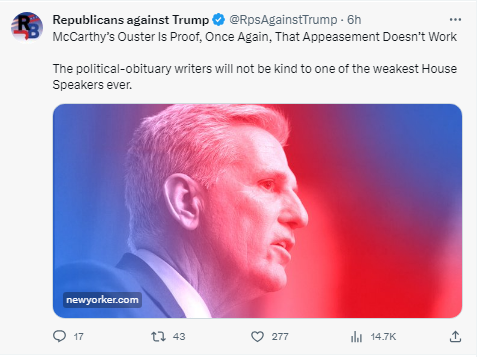 Republicans against Trump @RpsAgainstTrump · 6h
McCarthy's Ouster Is Proof, Once Again, That Appeasement Doesn't Work
The political-obituary writers will not be kind to one of the weakest House
Speakers ever.
newyorker.com
17 43 277 14.7K